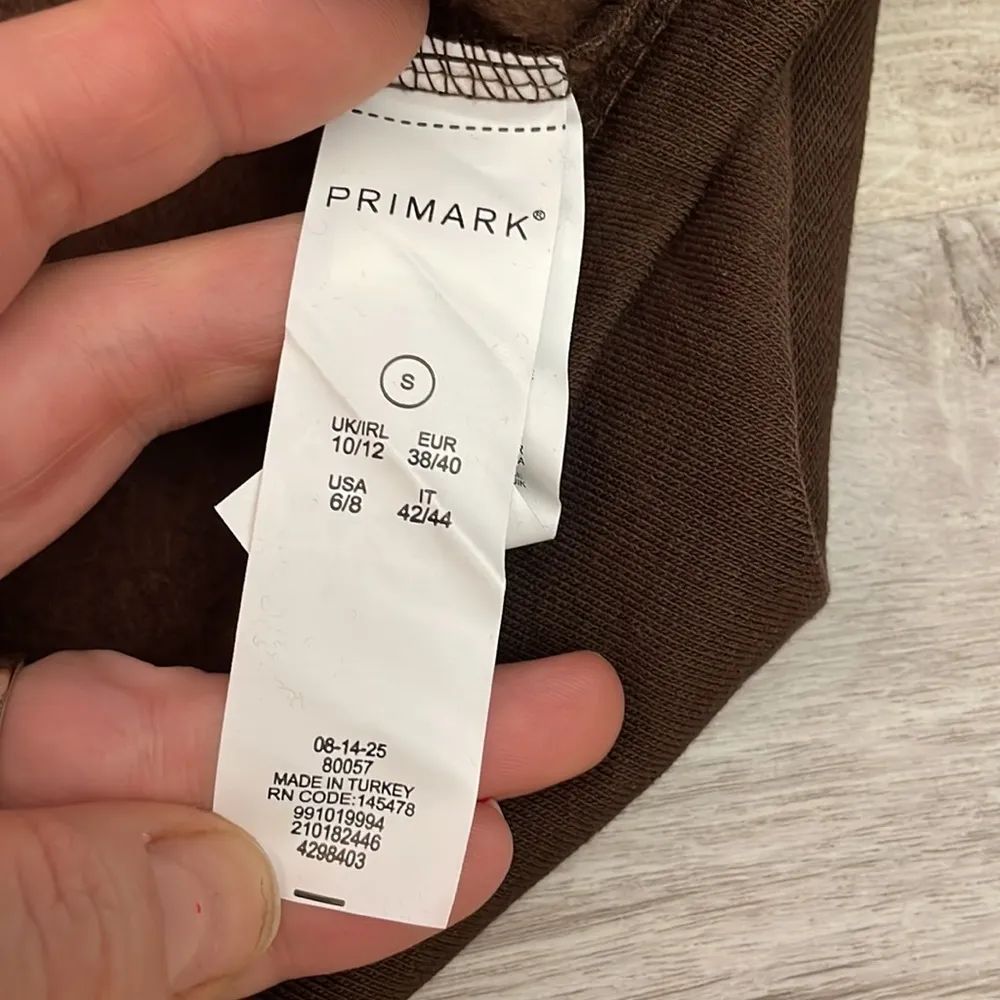 PRIMARK®
S
UK/IRL EUR
10/12 38/40
USA IT
6/8 42/44
08-14-25
80057
MADE IN TURKEY
RN CODE:145478
991019994
210182446
4298403